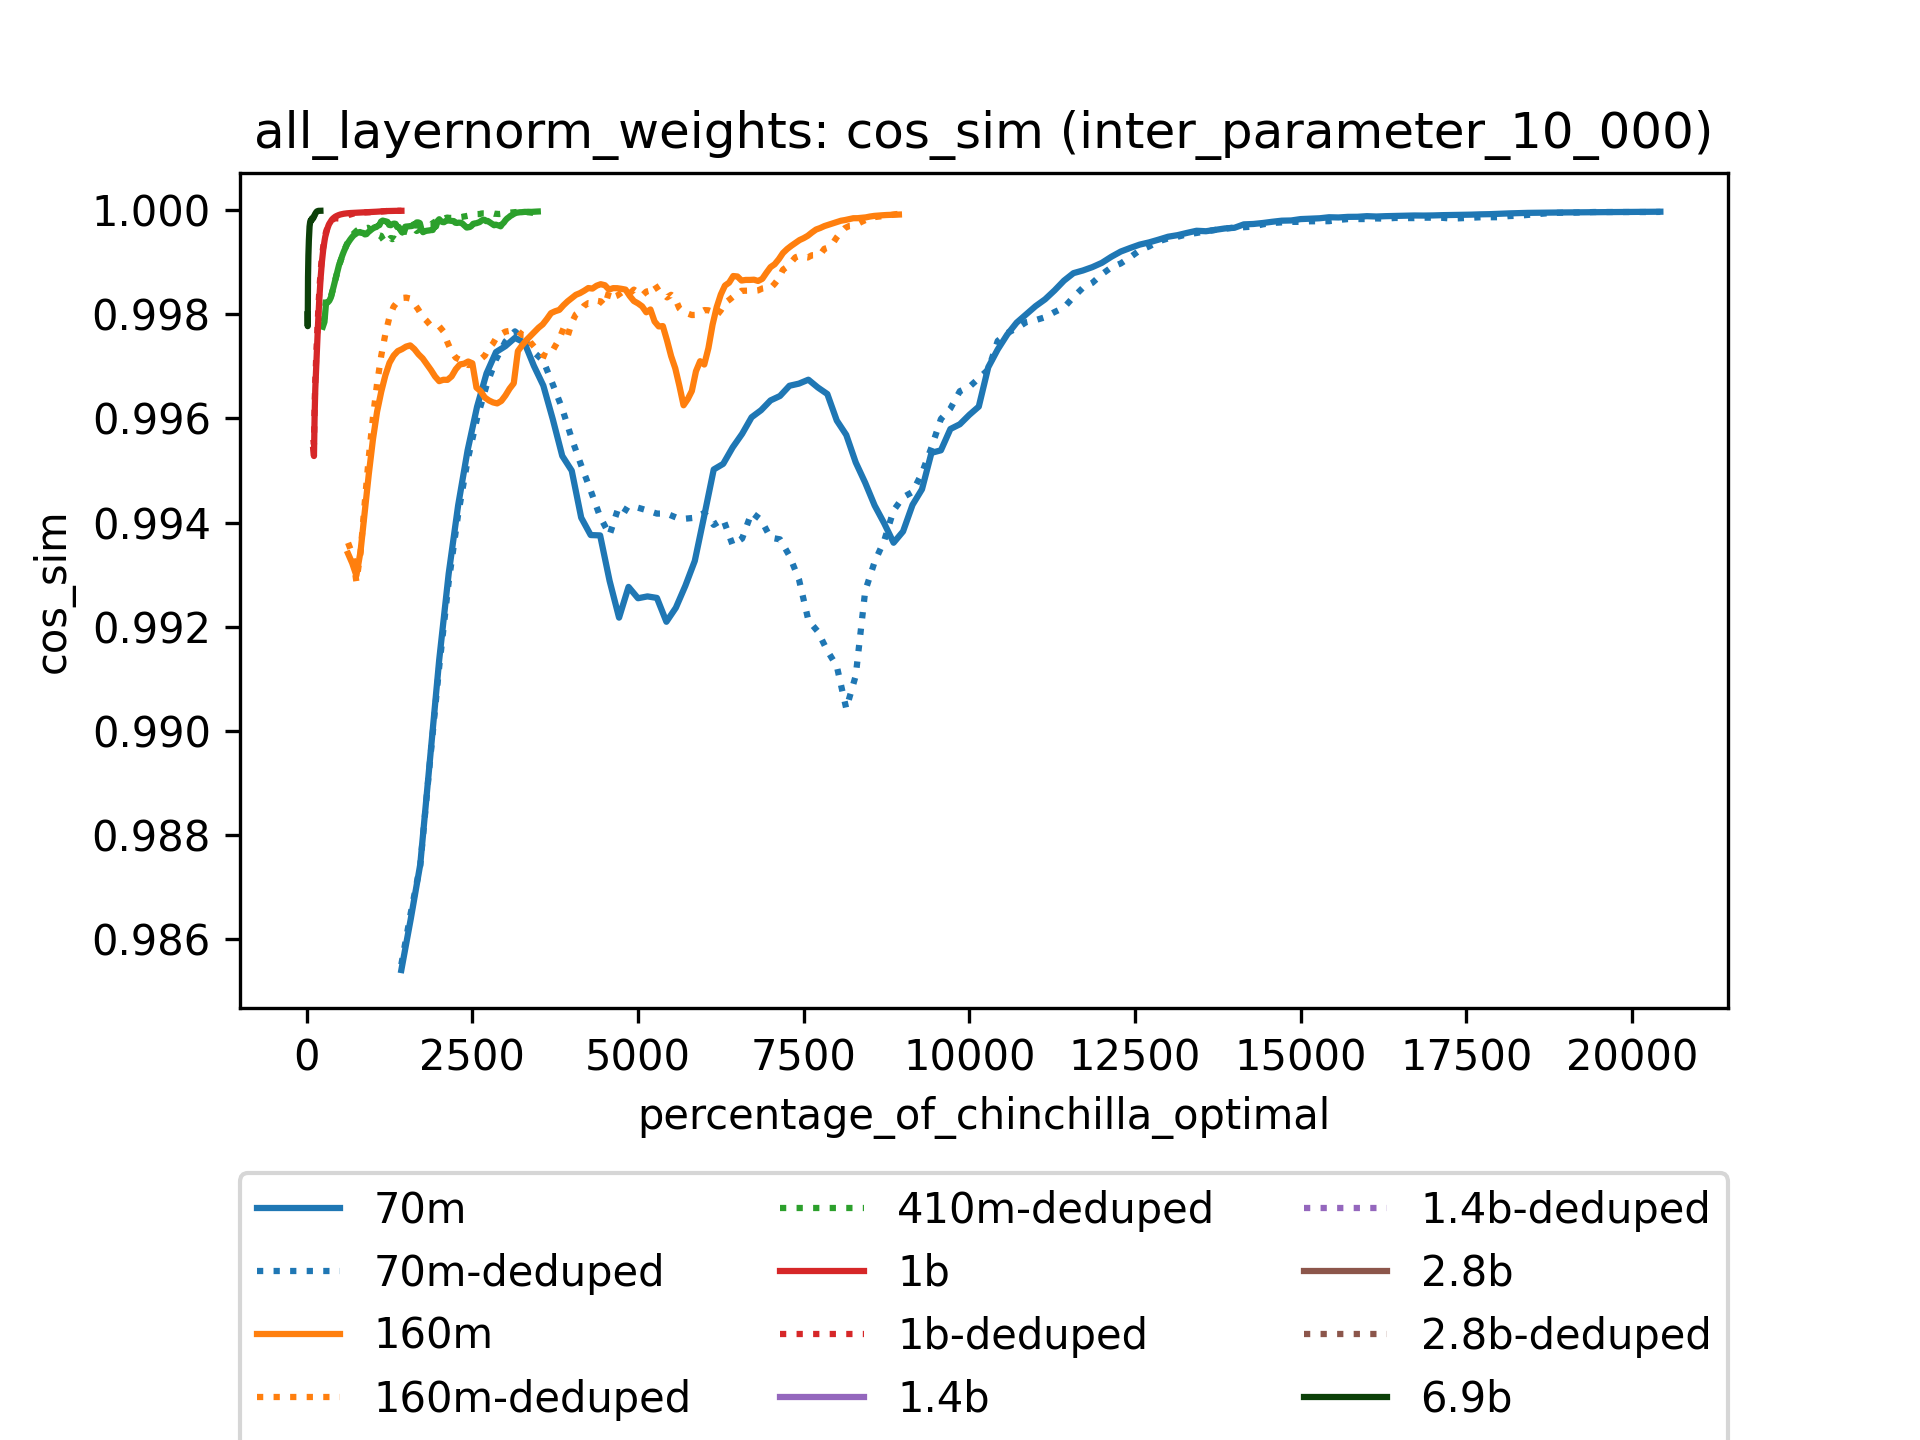 all_layernorm_weights: cos_sim (inter_parameter_10_000)
1.000
0.998
0.996
0.994
0.992
0.990
0.988
0.986
cos_sim
0 2500 5000 7500 10000 12500 15000 17500 20000
percentage_of_chinchilla_optimal
70m
70m-deduped
160m
160m-deduped
410m-deduped
1b
1b-deduped
1.4b
1.4b-deduped
2.8b
2.8b-deduped
6.9b